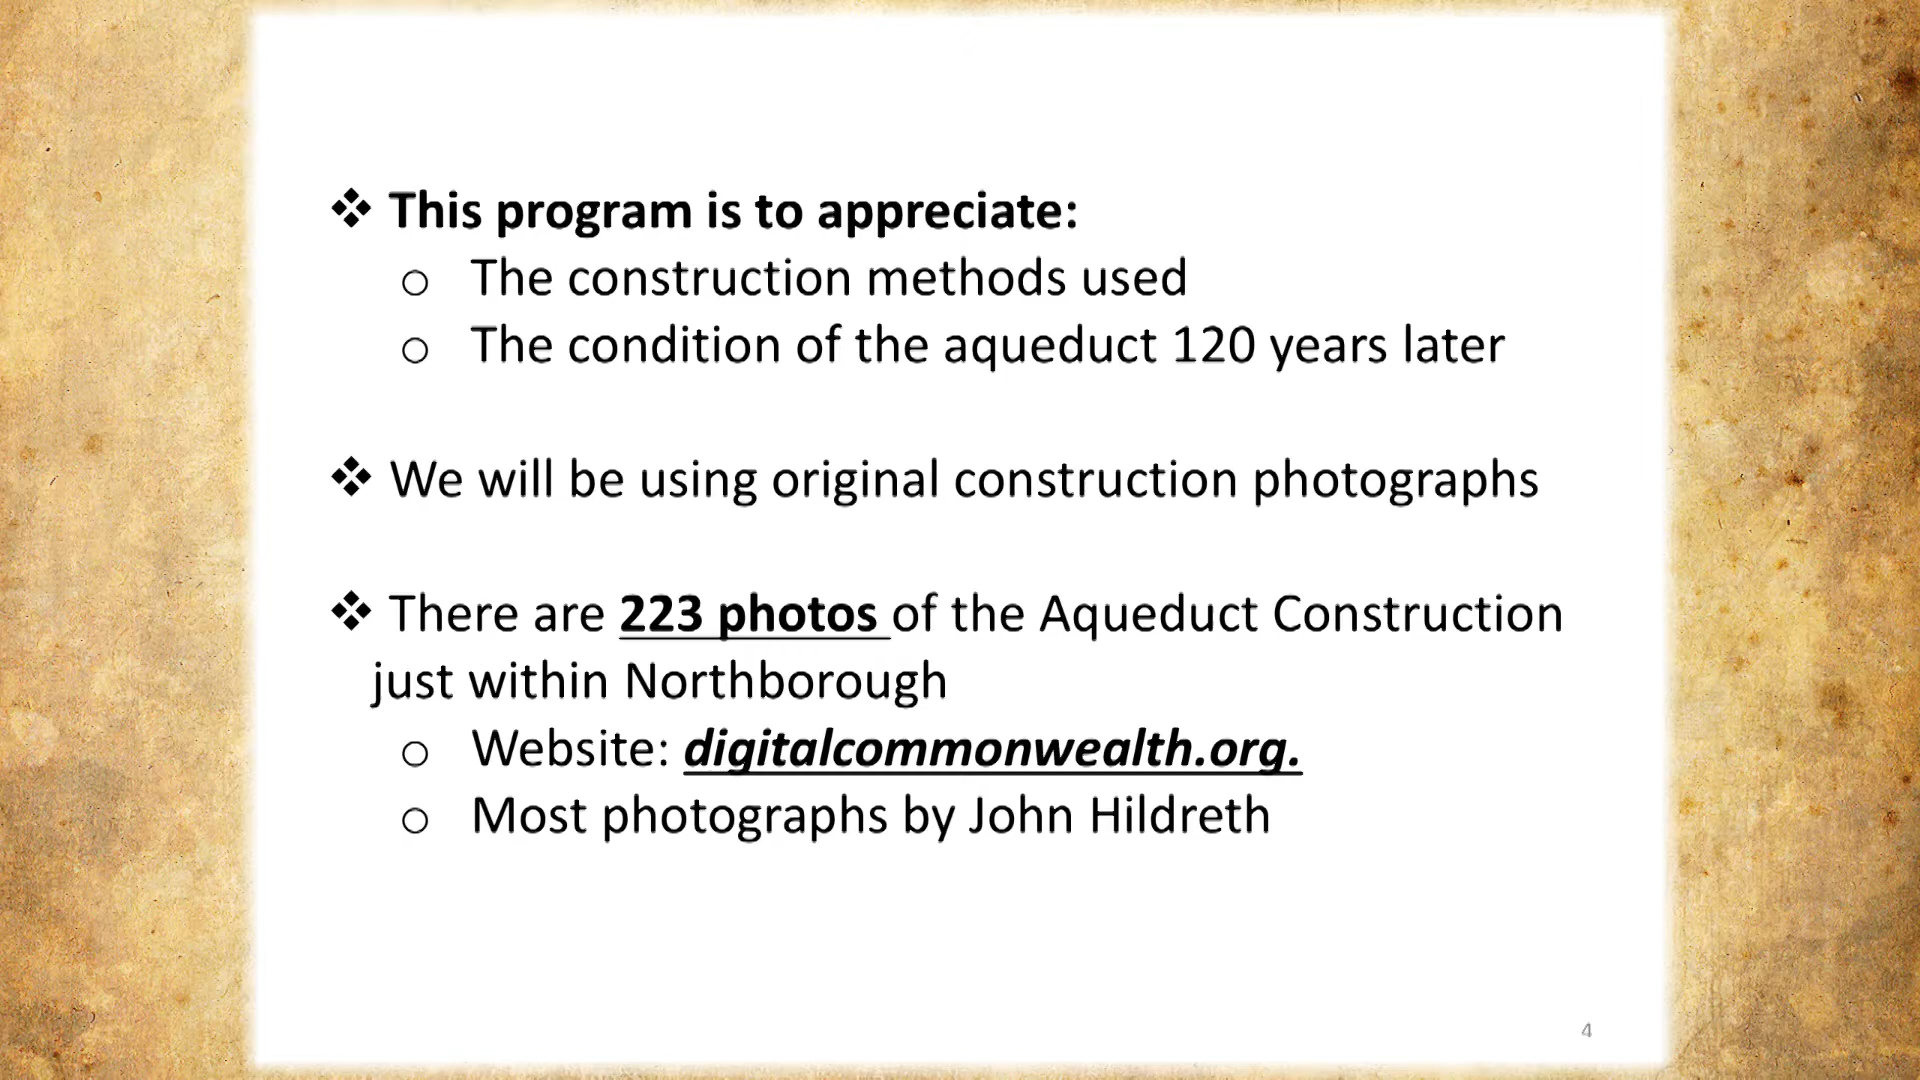 ❖ This program is to appreciate:
o The construction methods used
o The condition of the aqueduct 120 years later
❖ We will be using original construction photographs
❖ There are 223 photos of the Aqueduct Construction
just within Northborough
o Website: digitalcommonwealth.org.
o Most photographs by John Hildreth
4